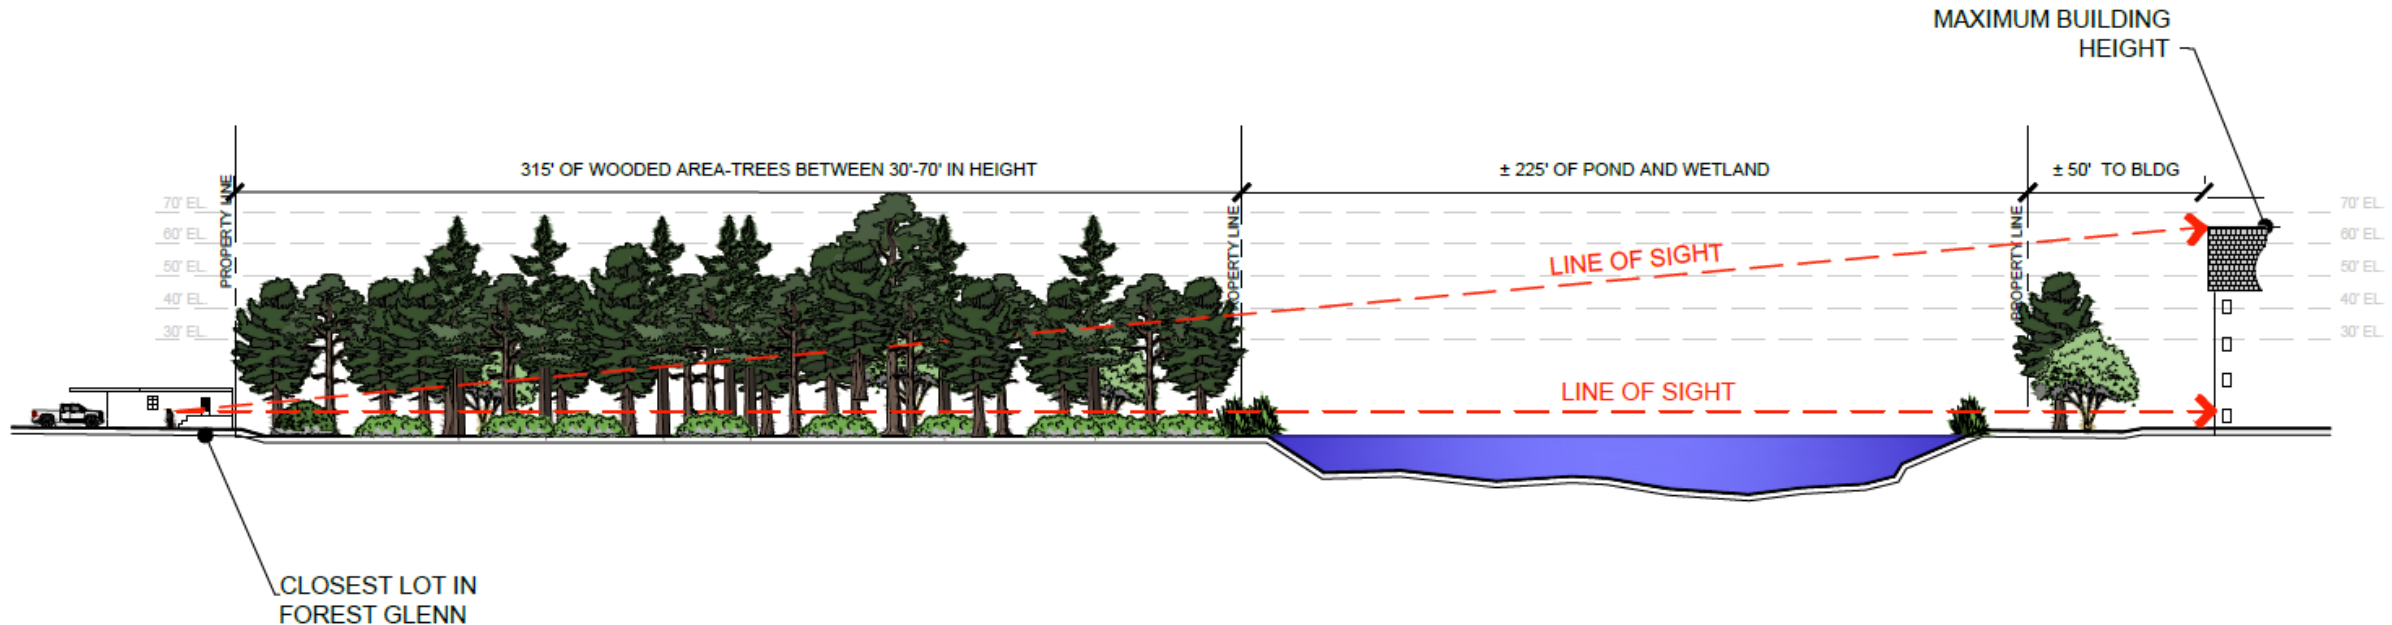 MAXIMUM BUILDING
HEIGHT
315' OF WOODED AREA-TREES BETWEEN 30'-70' IN HEIGHT
± 225' OF POND AND WETLAND
± 50' TO BLDG
PROPERTY LINE
PROPERTY LINE
PROPERTY LINE
70' EL.
60' EL.
50' EL.
40' EL.
30' EL.
70' EL.
60' EL.
50' EL.
40' EL.
30' EL.
LINE OF SIGHT
LINE OF SIGHT
CLOSEST LOT IN
FOREST GLENN